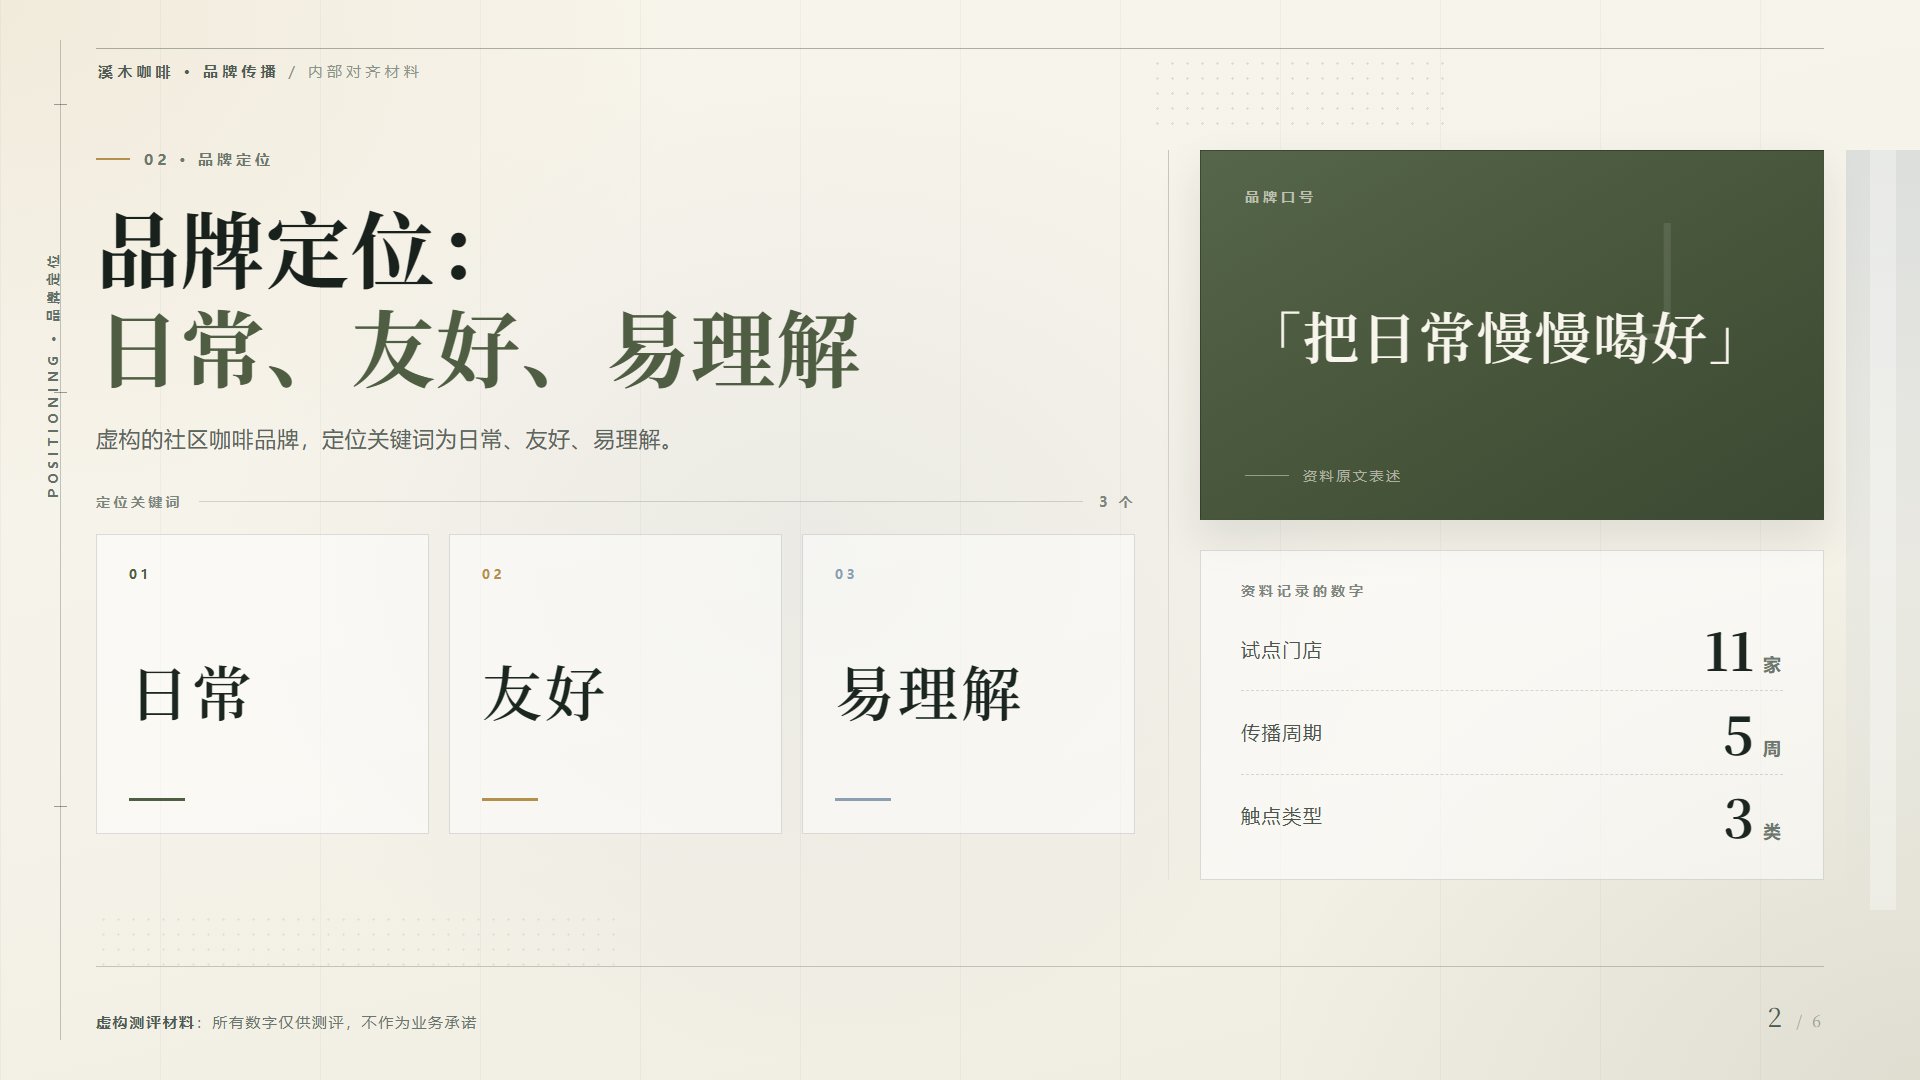 溪木咖啡 • 品牌传播 / 内部对齐材料
POSITIONING • 品牌定位
02 • 品牌定位
品牌定位：
日常、友好、易理解
虚构的社区咖啡品牌，定位关键词为日常、友好、易理解。
定位关键词
3 个
01
日常
02
友好
03
易理解
品牌口号
「把日常慢慢喝好」
资料原文表述
资料记录的数字
试点门店
11 家
传播周期
5 周
触点类型
3 类
虚构测评材料：所有数字仅供测评，不作为业务承诺
2 / 6